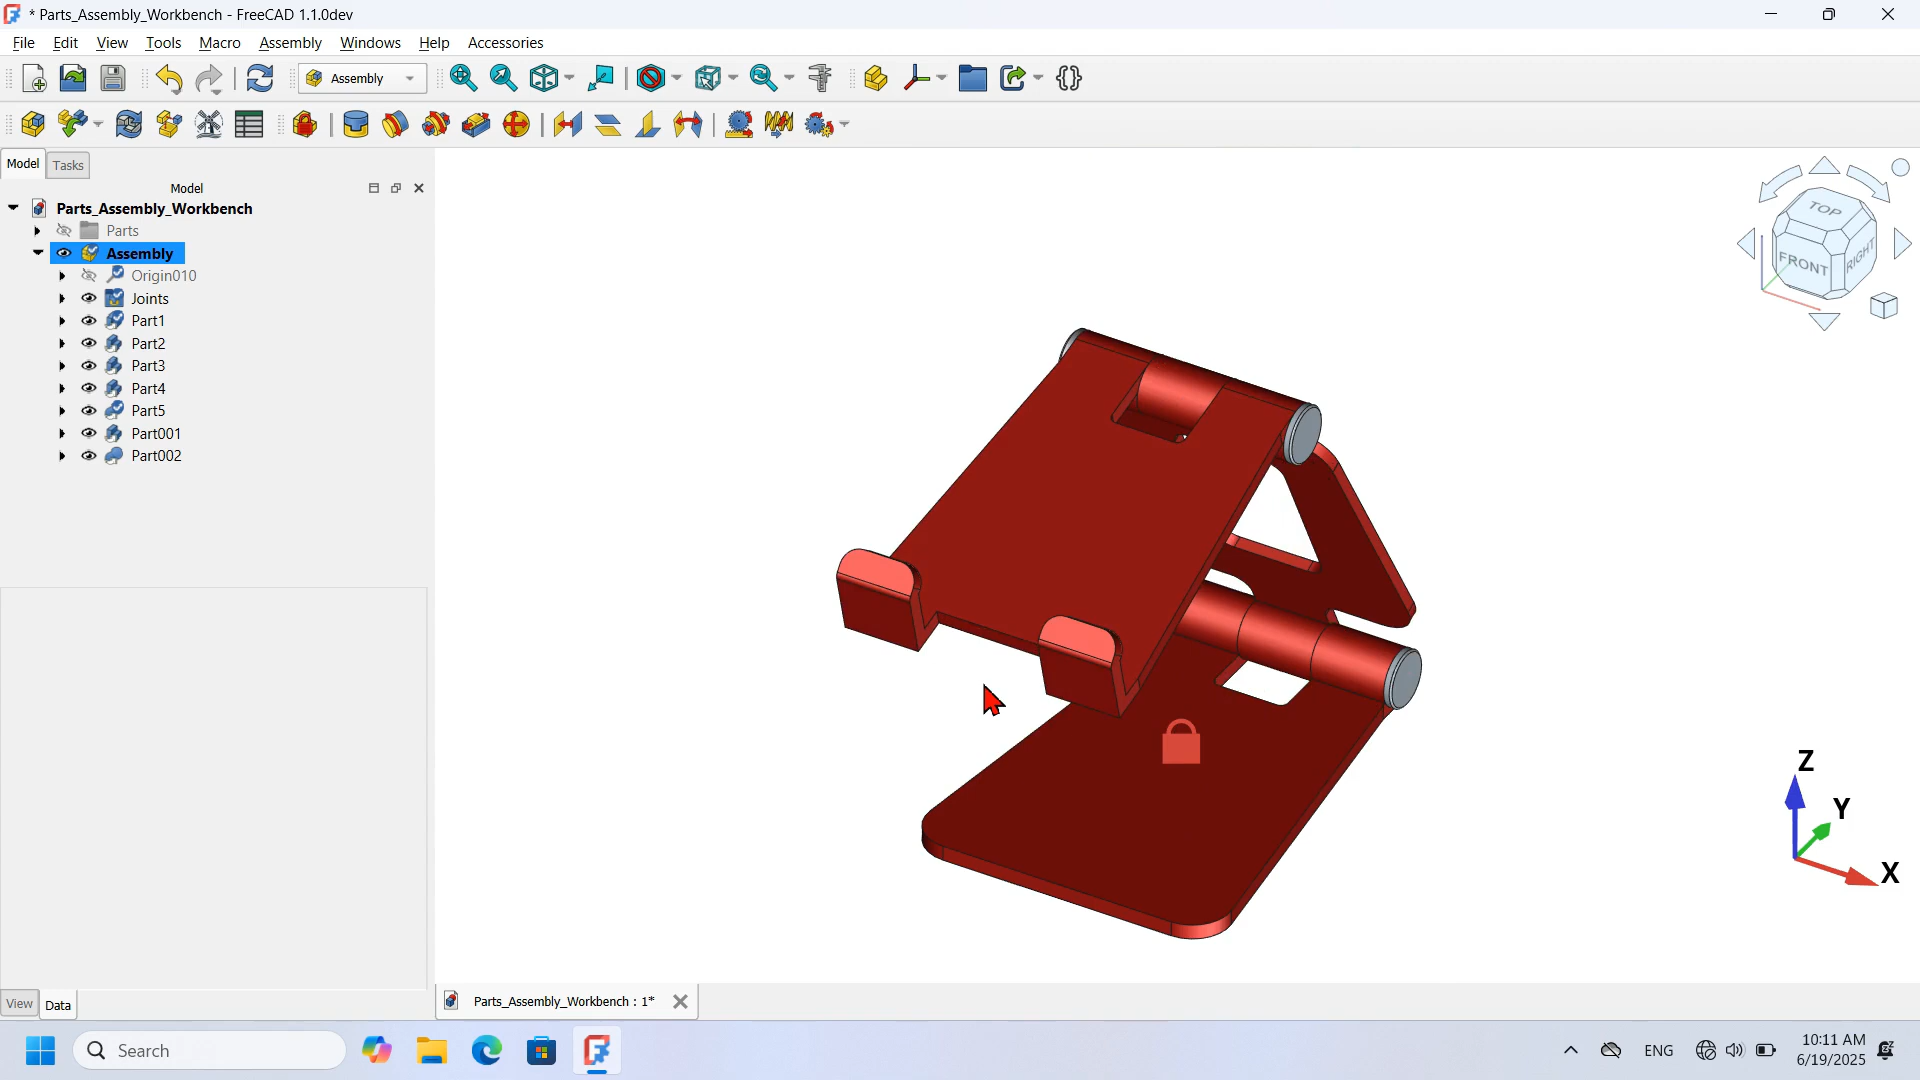 * Parts_Assembly_Workbench - FreeCAD 1.1.0dev
File Edit View Tools Macro Assembly Windows Help Accessories
Assembly
Model Tasks
Model
Parts_Assembly_Workbench
Parts
Assembly
Origin010
Joints
Part1
Part2
Part3
Part4
Part5
Part001
Part002
TOP
FRONT
RIGHT
Z
Y
X
View Data
Parts_Assembly_Workbench : 1*
Search
ENG
10:11 AM
6/19/2025